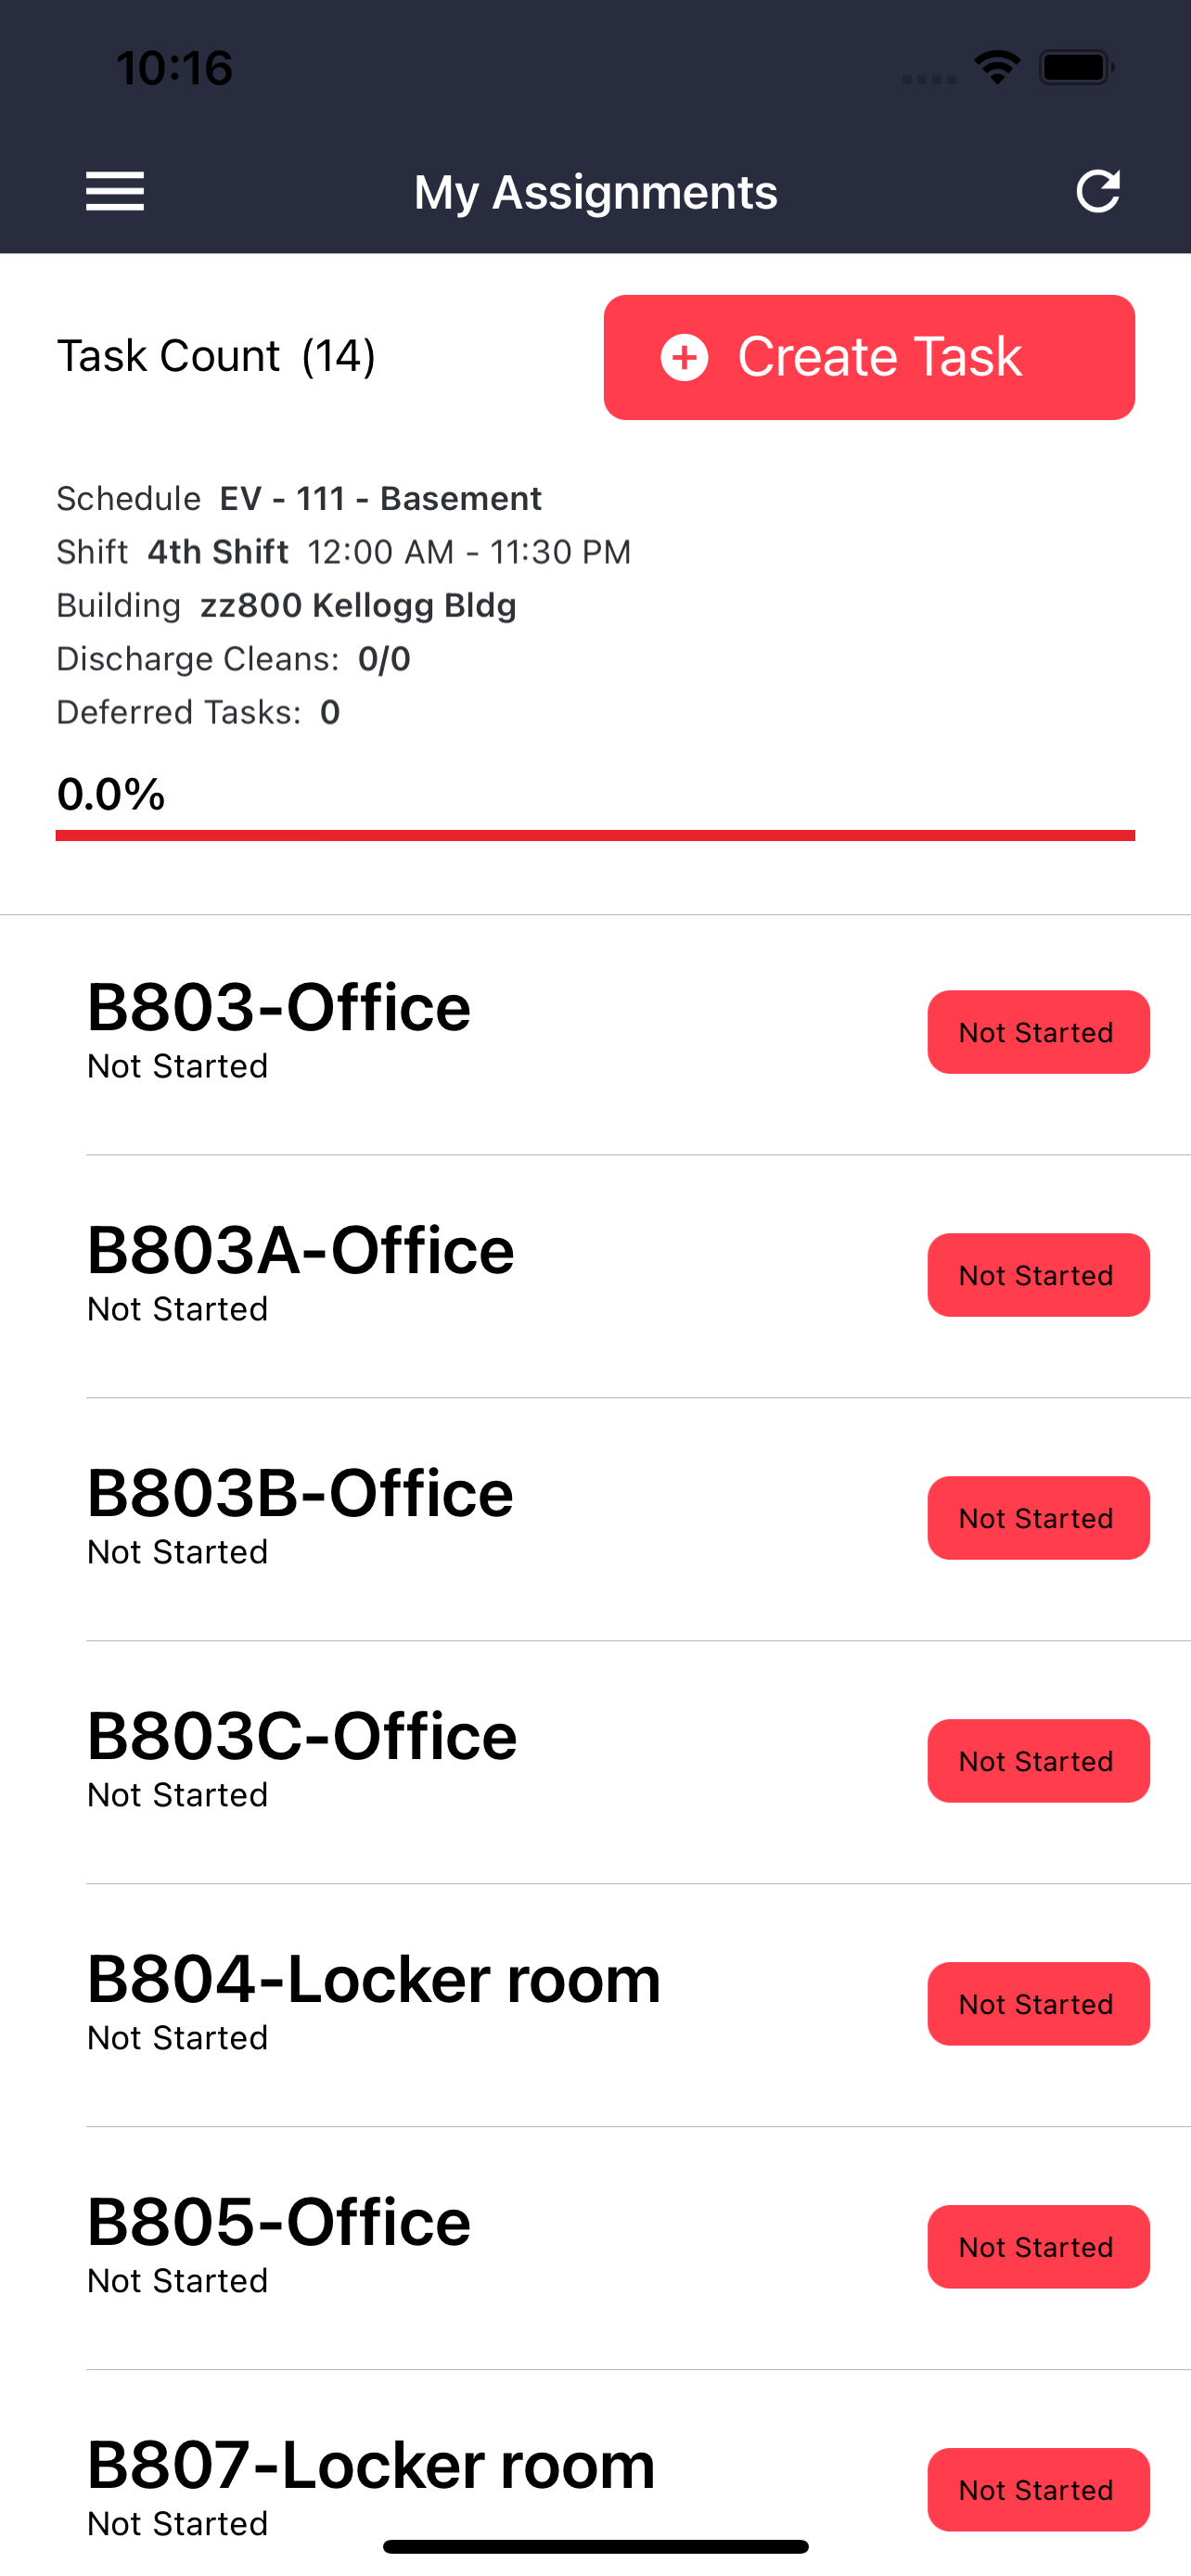 10:16
My Assignments
Task Count (14)
Create Task
Schedule EV - 111 - Basement
Shift 4th Shift 12:00 AM - 11:30 PM
Building zz800 Kellogg Bldg
Discharge Cleans: 0/0
Deferred Tasks: 0
0.0%
B803-Office
Not Started
Not Started
B803A-Office
Not Started
Not Started
B803B-Office
Not Started
Not Started
B803C-Office
Not Started
Not Started
B804-Locker room
Not Started
Not Started
B805-Office
Not Started
Not Started
B807-Locker room
Not Started
Not Started